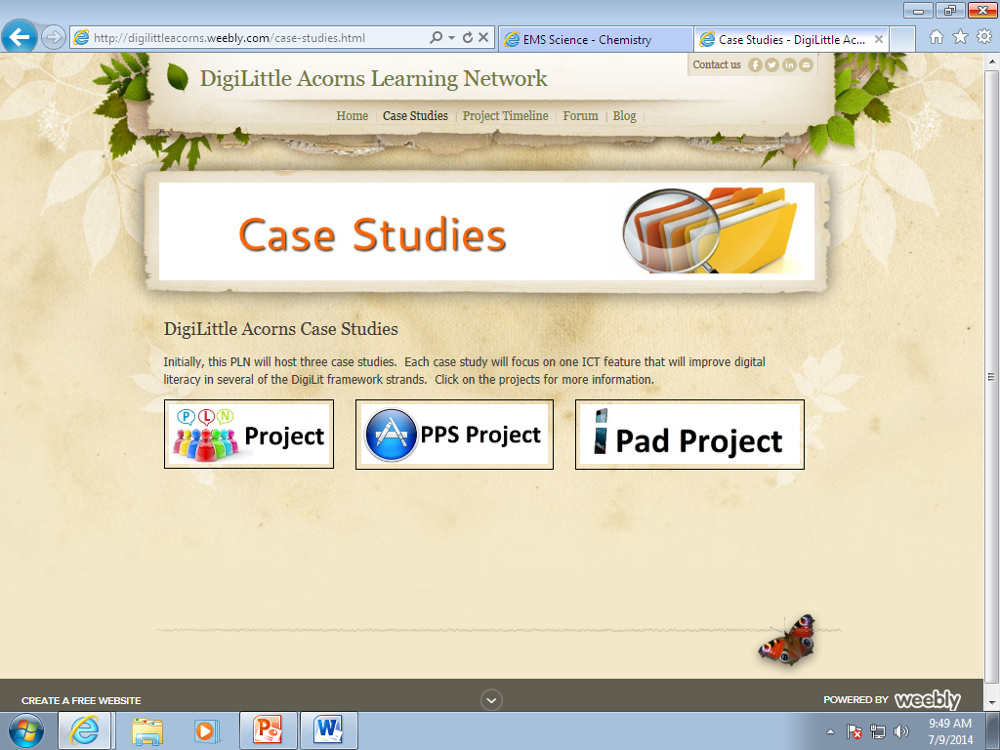 http://digilittleacorns.weebly.com/case-studies.html
EMS Science - Chemistry
Case Studies - DigiLittle Ac...
Contact us
DigiLittle Acorns Learning Network
Home
Case Studies
Project Timeline
Forum
Blog
Case Studies
DigiLittle Acorns Case Studies
Initially, this PLN will host three case studies. Each case study will focus on one ICT feature that will improve digital
literacy in several of the DigiLit framework strands. Click on the projects for more information.
P L N
Project
PPS Project
Pad Project
CREATE A FREE WEBSITE
POWERED BY weebly
9:49 AM
7/9/2014